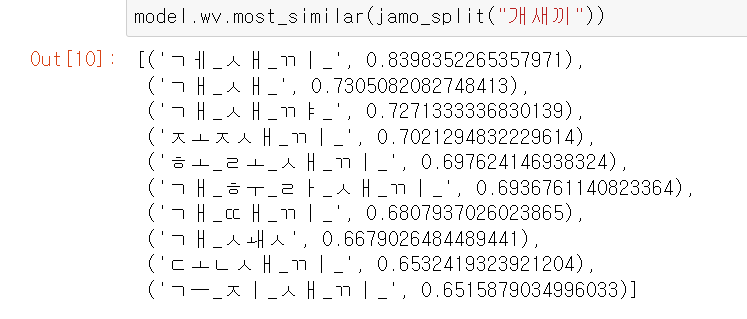 model.wv.most_similar(jamo_split("개새끼"))
Out[10]: [('ㄱㅔ_ㅅㅐ_ㄲㅣ_', 0.8398352265357971),
('ㄱㅐ_ㅅㅐ_', 0.7305082082748413),
('ㄱㅐ_ㅅㅐ_ㄲㅑ_', 0.7271333336830139),
('ㅈㅗㅈㅅㅐ_ㄲㅣ_', 0.7021294832229614),
('ㅎㅗ_ㄹㅗ_ㅅㅐ_ㄲㅣ_', 0.697624146938324),
('ㄱㅐ_ㅎㅜ_ㄹㅏ_ㅅㅐ_ㄲㅣ_', 0.6936761140823364),
('ㄱㅐ_ㄸㅐ_ㄲㅣ_', 0.6807937026023865),
('ㄱㅐ_ㅅㅙㅅ', 0.6679026484489441),
('ㄷㅗㄴㅅㅐ_ㄲㅣ_', 0.6532419323921204),
('ㄱㅡ_ㅈㅣ_ㅅㅐ_ㄲㅣ_', 0.6515879034996033)]